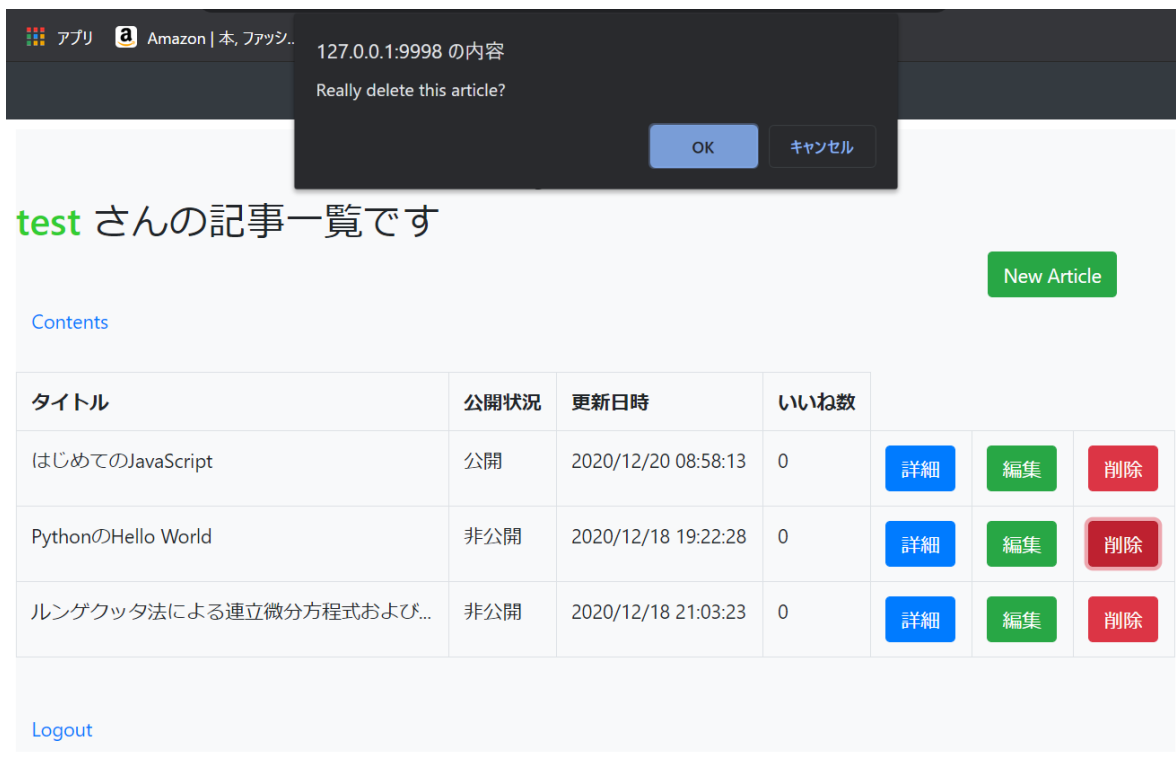 アプリ Amazon | 本, ファッシ...
127.0.0.1:9998 の内容
Really delete this article?
OK キャンセル
test さんの記事一覧です
New Article
Contents
タイトル 公開状況 更新日時 いいね数
はじめてのJavaScript 公開 2020/12/20 08:58:13 0 詳細 編集 削除
PythonのHello World 非公開 2020/12/18 19:22:28 0 詳細 編集 削除
ルンゲクッタ法による連立微分方程式および... 非公開 2020/12/18 21:03:23 0 詳細 編集 削除
Logout